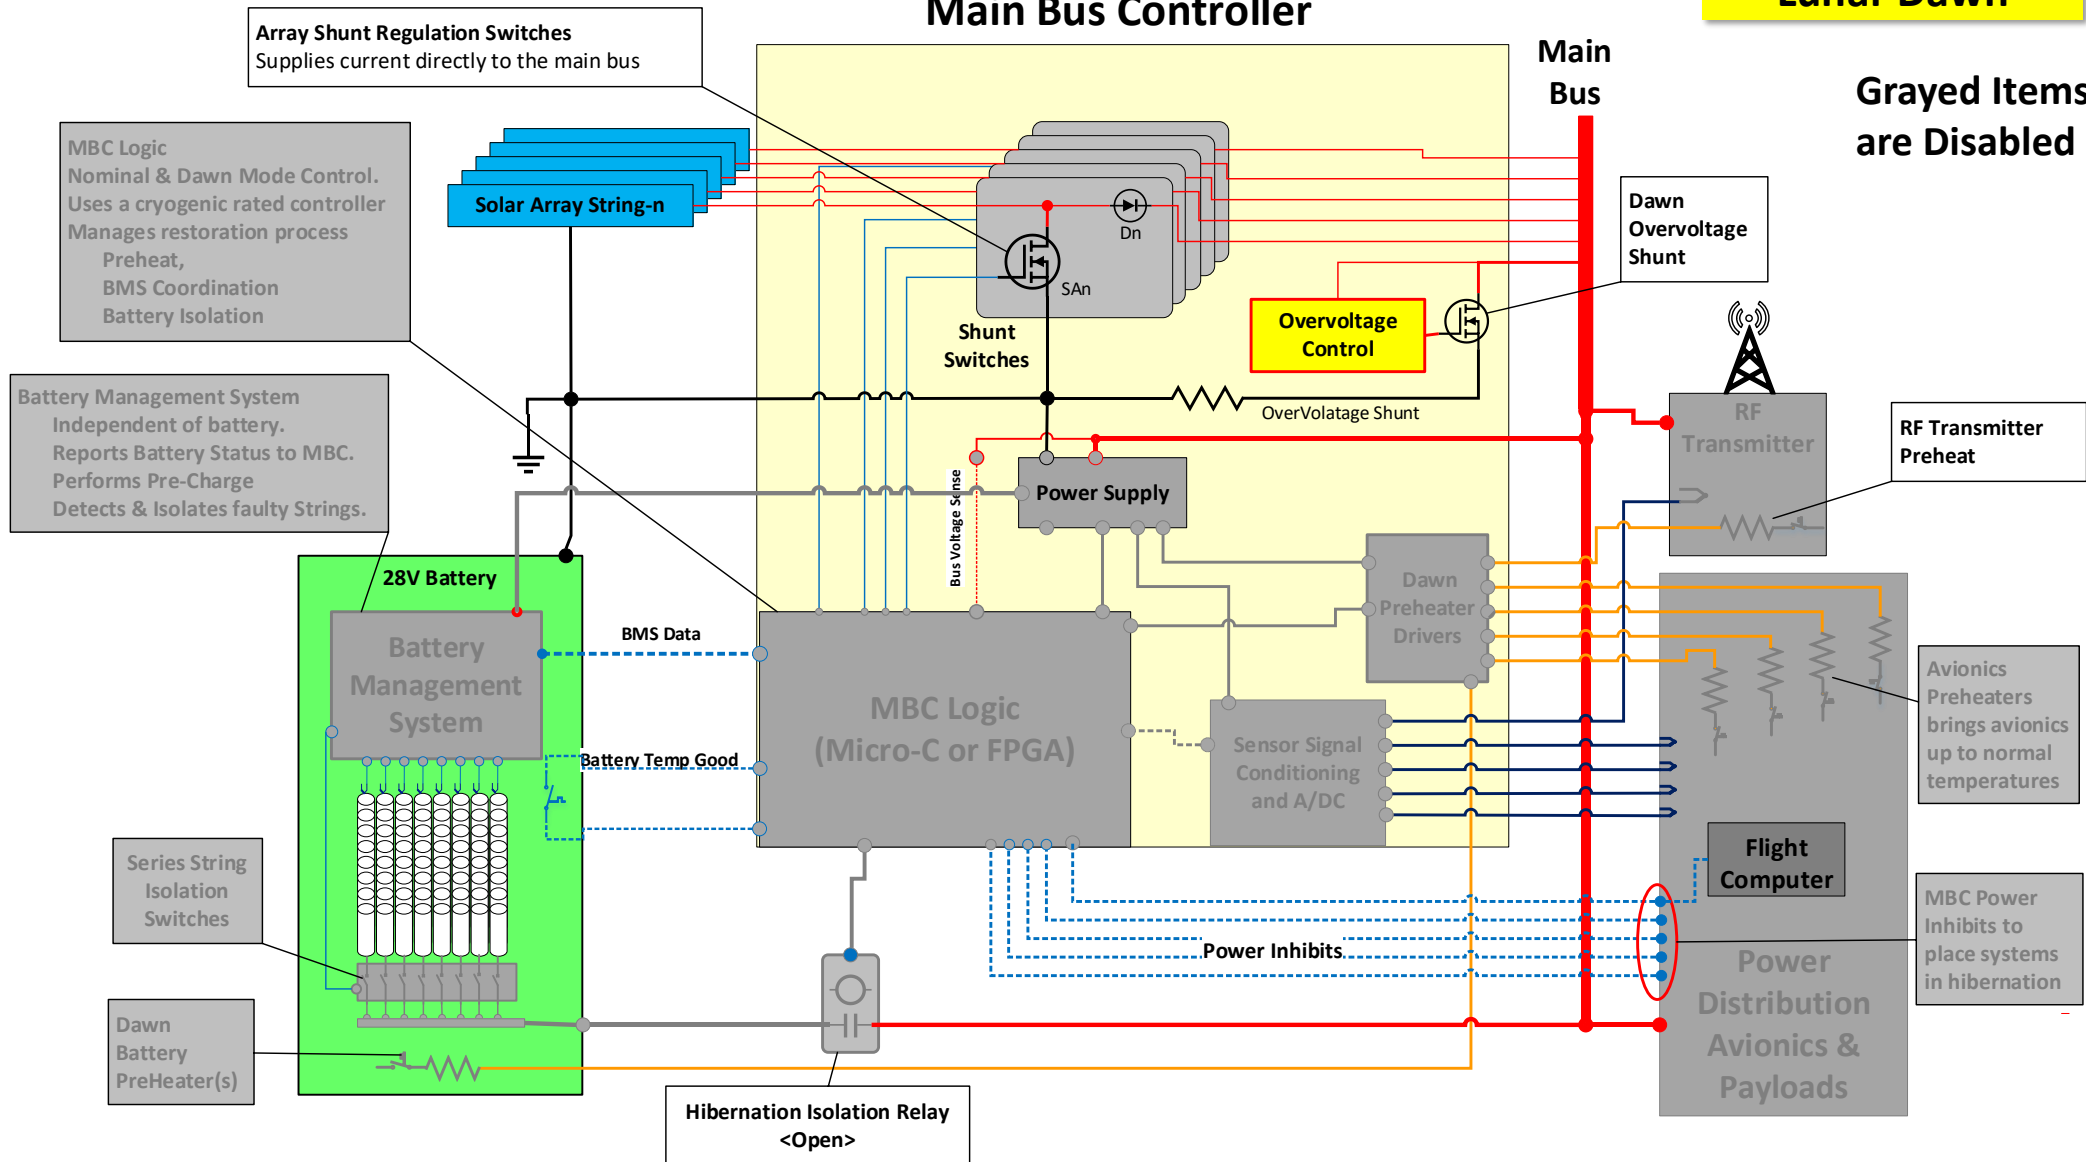 Main Bus Controller
Lunar Dawn
Grayed Items
are Disabled
Array Shunt Regulation Switches
Supplies current directly to the main bus
Main
Bus
MBC Logic
Nominal & Dawn Mode Control.
Uses a cryogenic rated controller
Manages restoration process
Preheat,
BMS Coordination
Battery Isolation
Solar Array String-n
Dn
SAn
Shunt
Switches
Dawn
Overvoltage
Shunt
Overvoltage
Control
OverVolatage Shunt
Battery Management System
Independent of battery.
Reports Battery Status to MBC.
Performs Pre-Charge
Detects & Isolates faulty Strings.
RF
Transmitter
RF Transmitter
Preheat
Bus Voltage Sense
Power Supply
28V Battery
Battery
Management
System
BMS Data
Battery Temp Good
MBC Logic
(Micro-C or FPGA)
Dawn
Preheater
Drivers
Sensor Signal
Conditioning
and A/DC
Avionics
Preheaters
brings avionics
up to normal
temperatures
Series String
Isolation
Switches
Flight
Computer
Power Inhibits
MBC Power
Inhibits to
place systems
in hibernation
Power
Distribution
Avionics &
Payloads
Dawn
Battery
PreHeater(s)
Hibernation Isolation Relay
<Open>